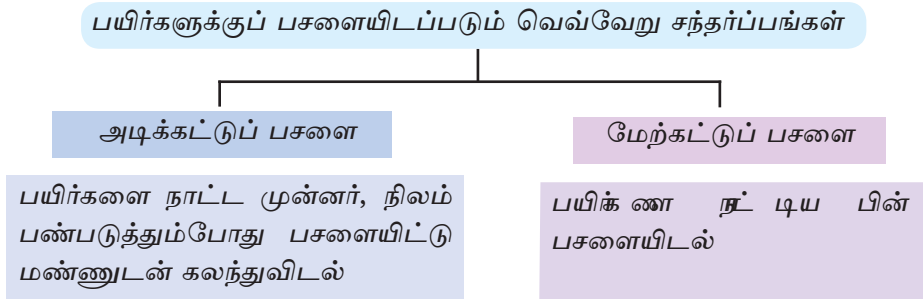 பயிர்களுக்குப் பசளையிடப்படும் வெவ்வேறு சந்தர்ப்பங்கள்
அடிக்கட்டுப் பசளை
மேற்கட்டுப் பசளை
பயிர்களை நாட்ட முன்னர், நிலம்
பண்படுத்தும்போது பசளையிட்டு
மண்ணுடன் கலந்துவிடல்
பின்
பசளையிடல்